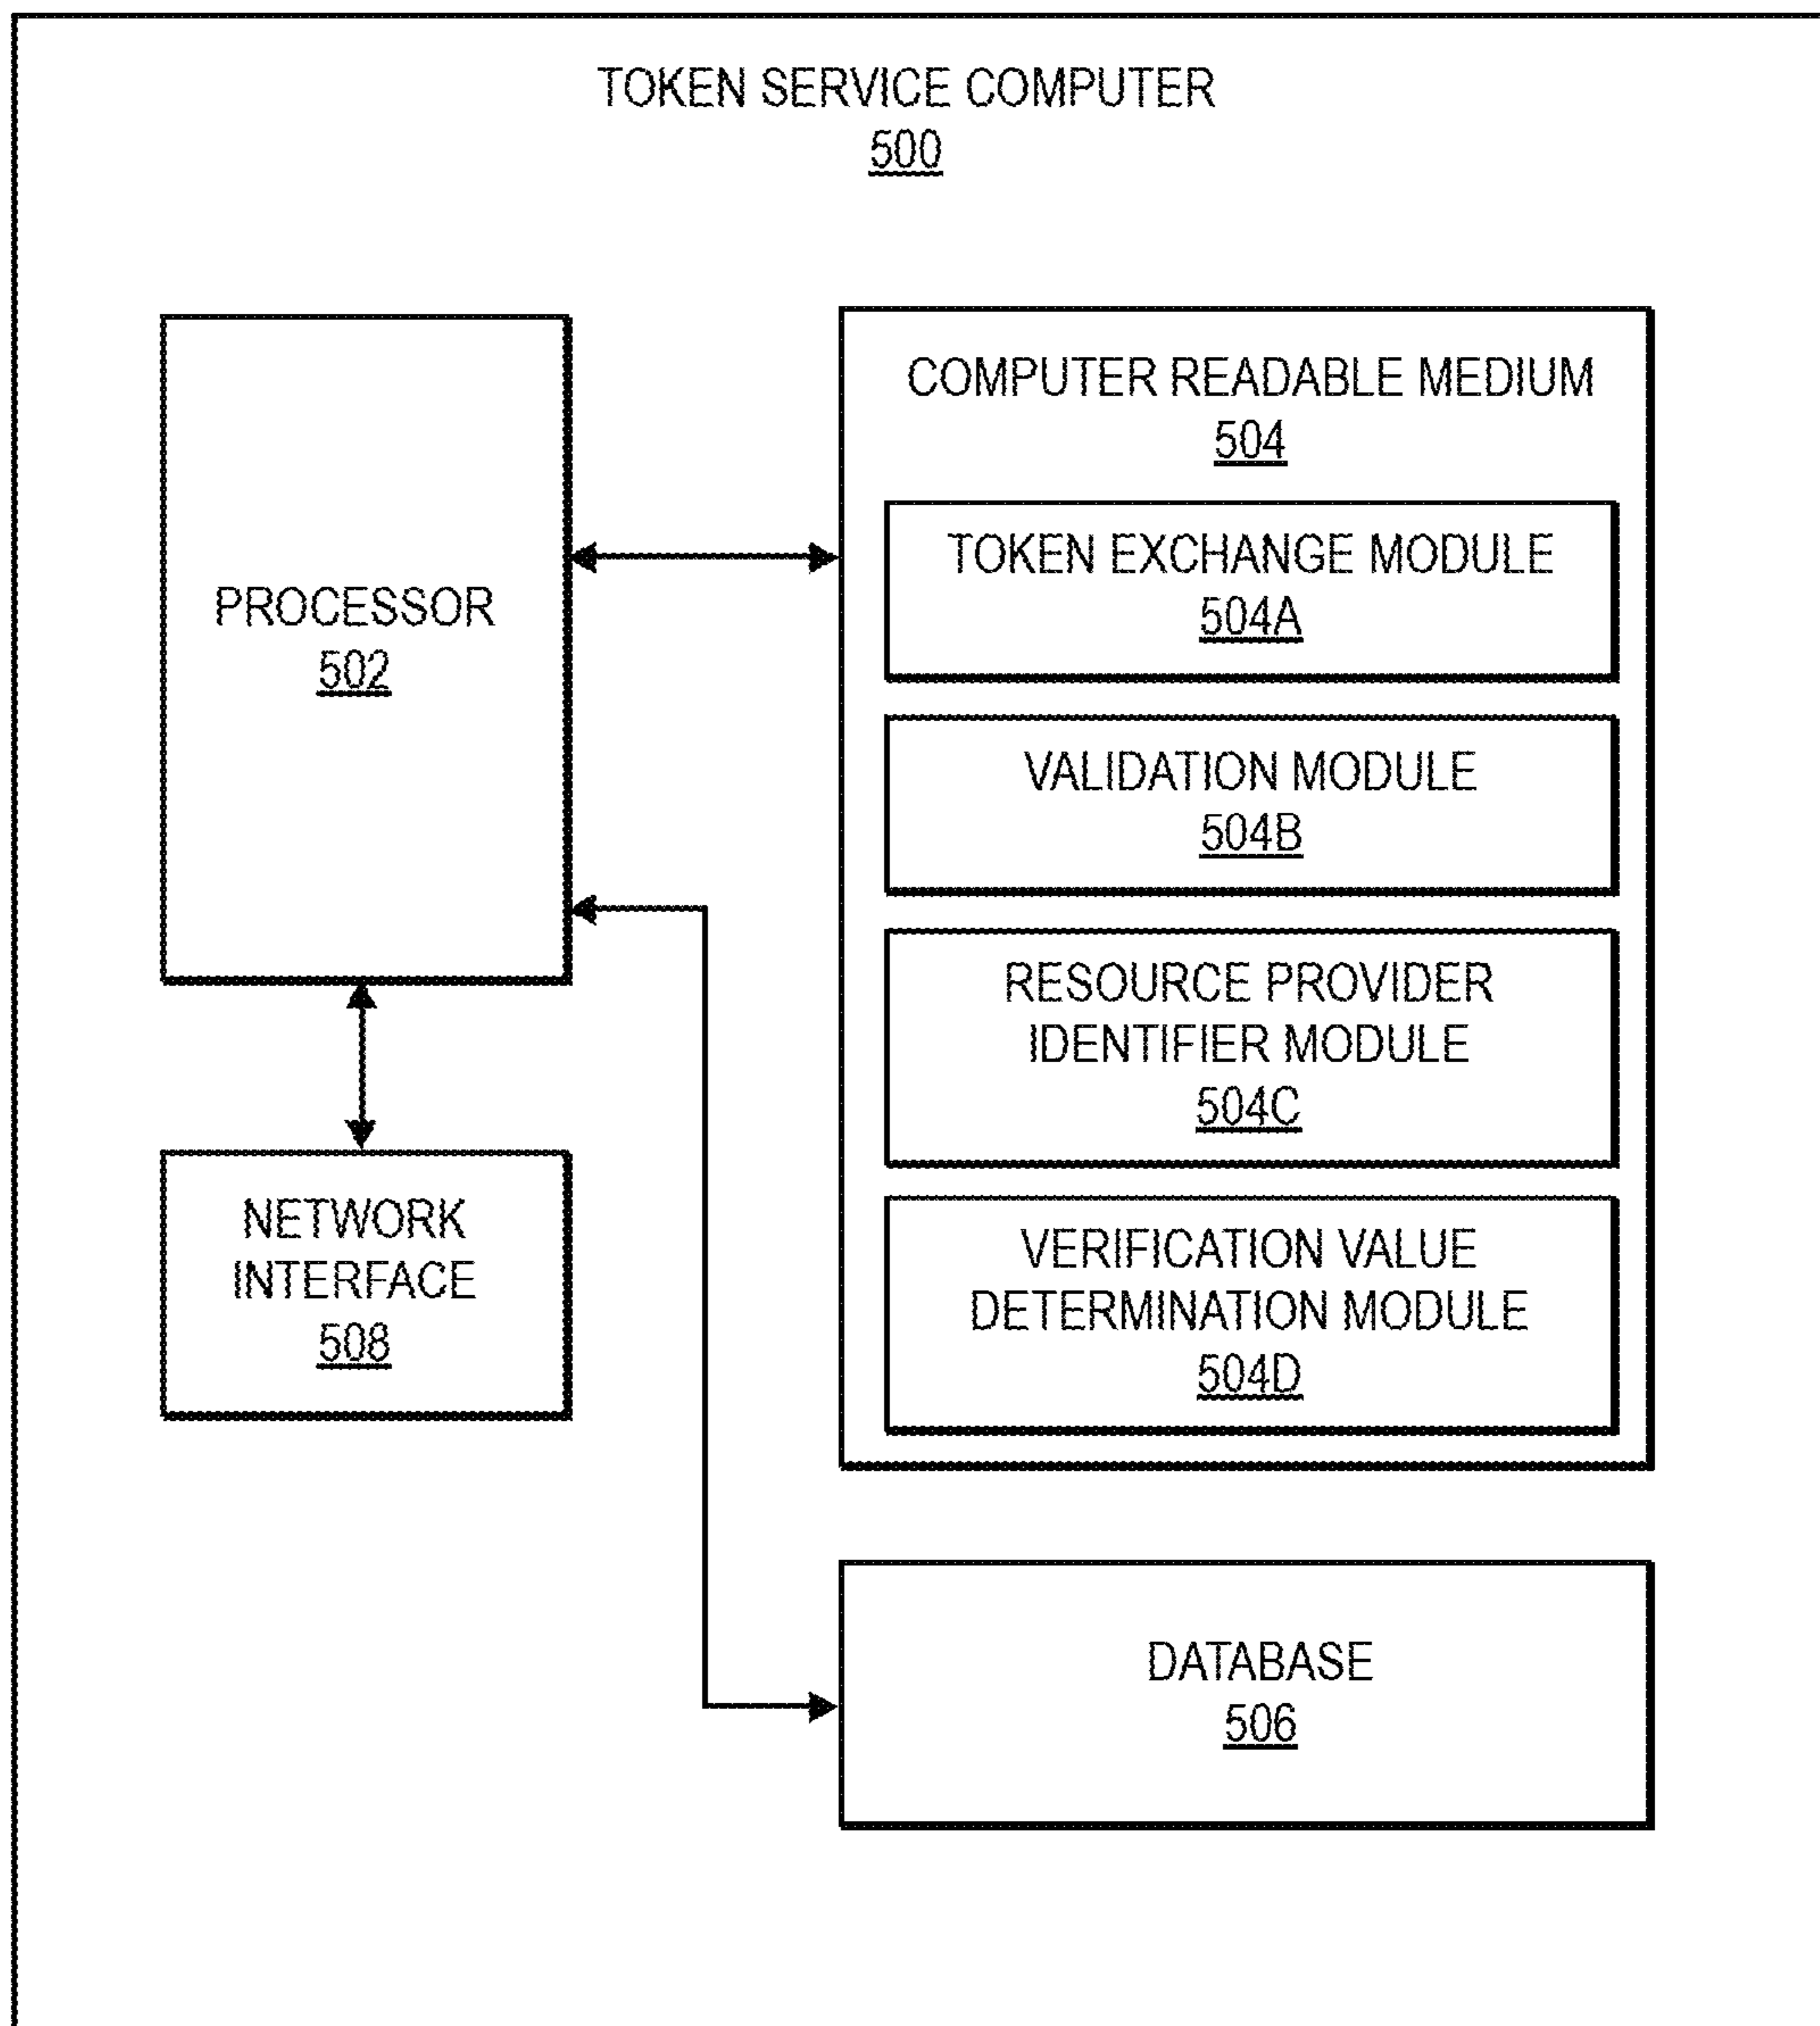 TOKEN SERVICE COMPUTER
500
PROCESSOR
502
NETWORK
INTERFACE
508
COMPUTER READABLE MEDIUM
504
TOKEN EXCHANGE MODULE
504A
VALIDATION MODULE
504B
RESOURCE PROVIDER
IDENTIFIER MODULE
504C
VERIFICATION VALUE
DETERMINATION MODULE
504D
DATABASE
506